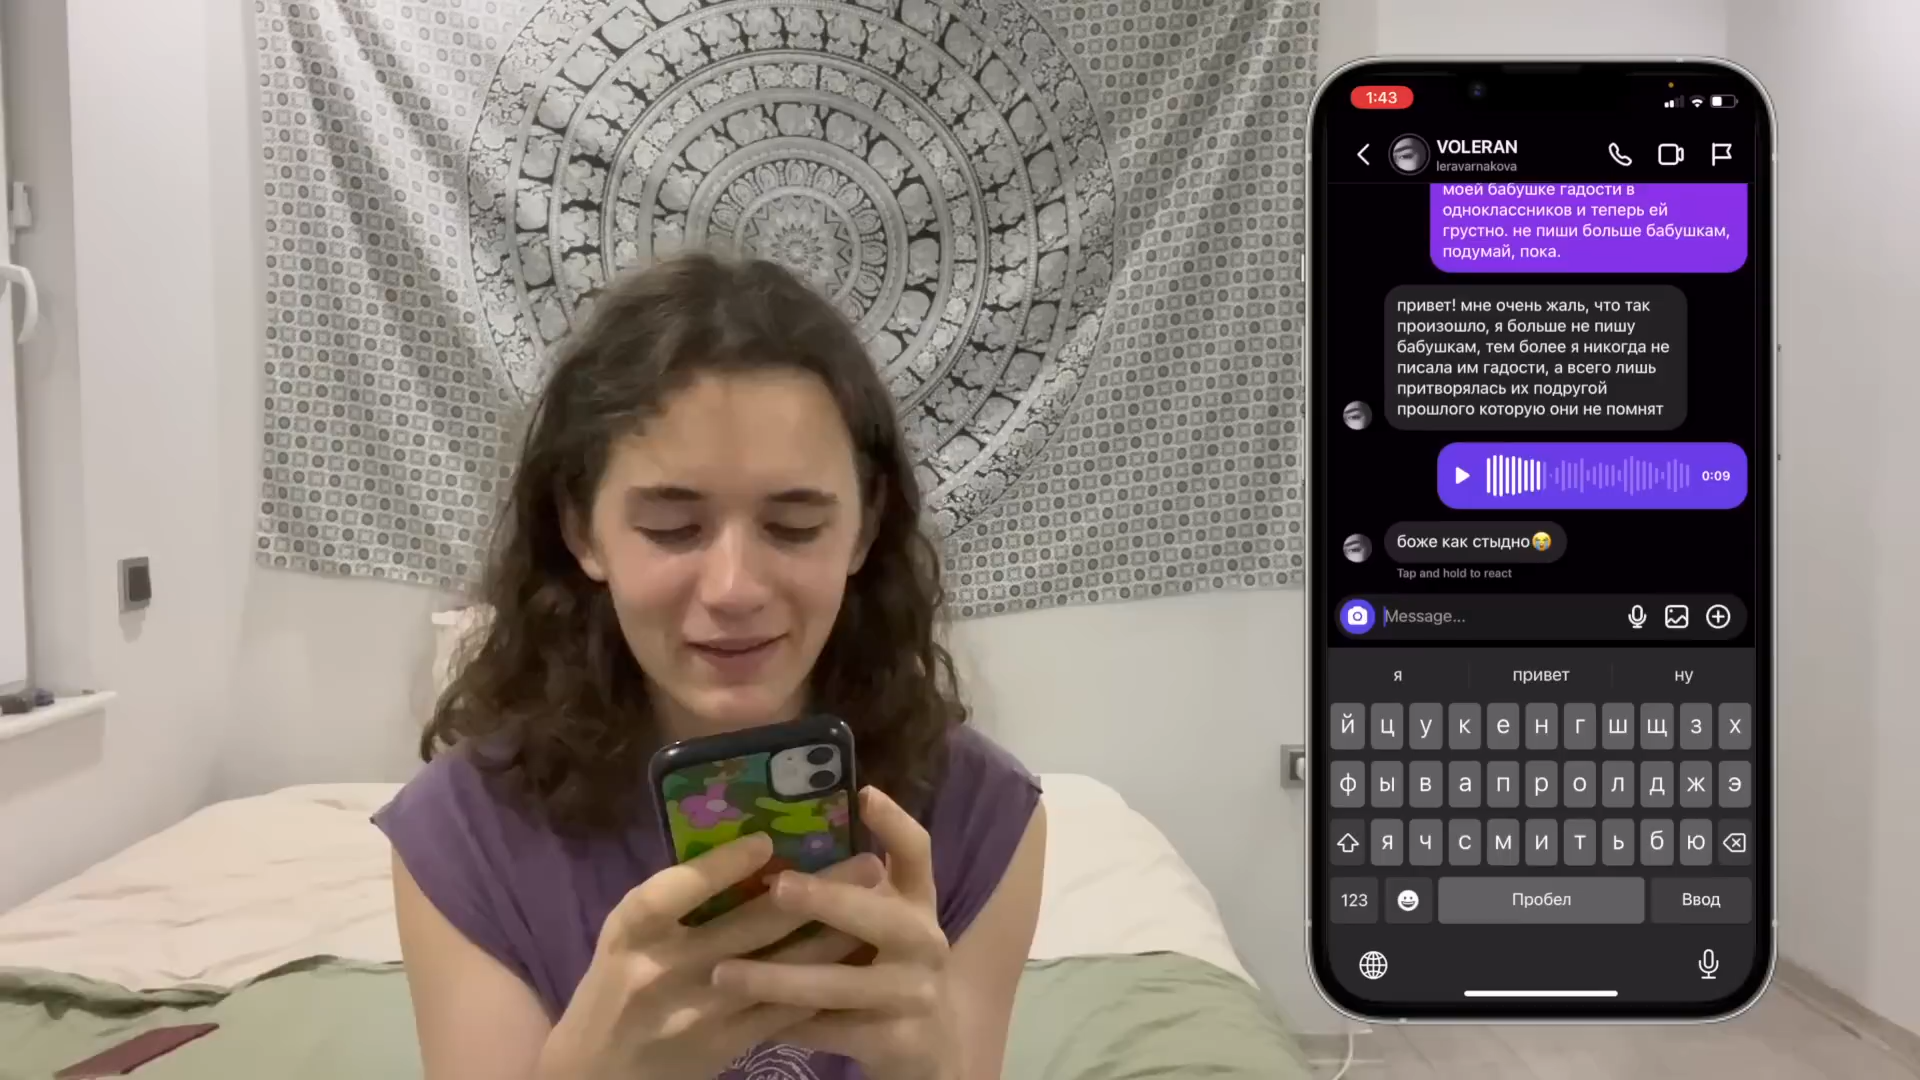 1:43
VOLERAN
leravarnakova
моей бабушке гадости в
одноклассников и теперь ей
грустно. не пиши больше бабушкам,
подумай, пока.
привет! мне очень жаль, что так
произошло, я больше не пишу
бабушкам, тем более я никогда не
писала им гадости, а всего лишь
притворялась их подругой
прошлого которую они не помнят
0:09
боже как стыдно😭
Tap and hold to react
Message...
я привет ну
й ц у к е н г ш щ з х
ф ы в а п р о л д ж э
я ч с м и т ь б ю
123 Пробел Ввод